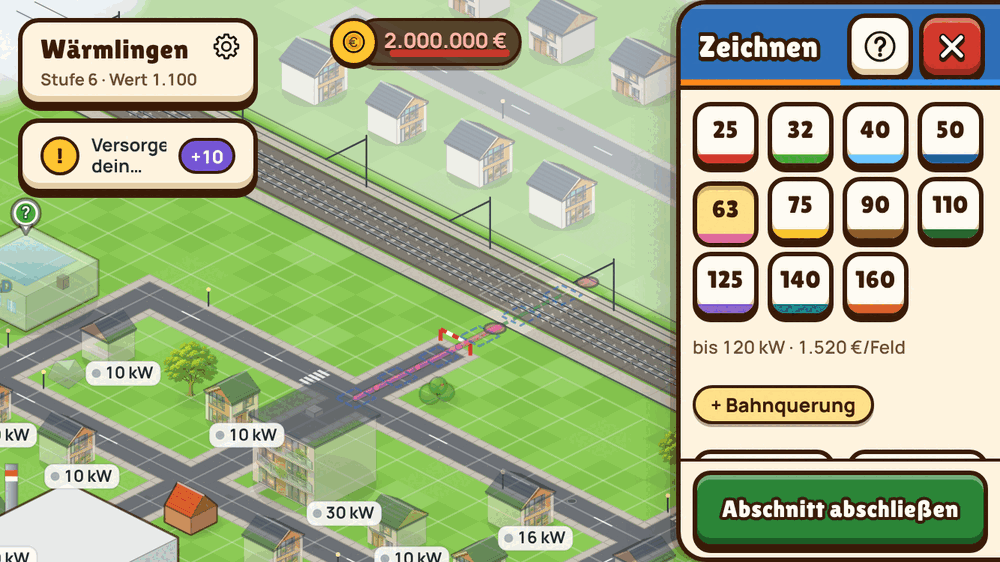 Wärmlingen
Stufe 6 · Wert 1.100
2.000.000 €
Versorge
dein...
+10
Zeichnen
?
25
32
40
50
63
75
90
110
125
140
160
bis 120 kW · 1.520 €/Feld
+ Bahnquerung
Abschnitt abschließen
?
10 kW
10 kW
kW
10 kW
30 kW
16 kW
10 kW
kW